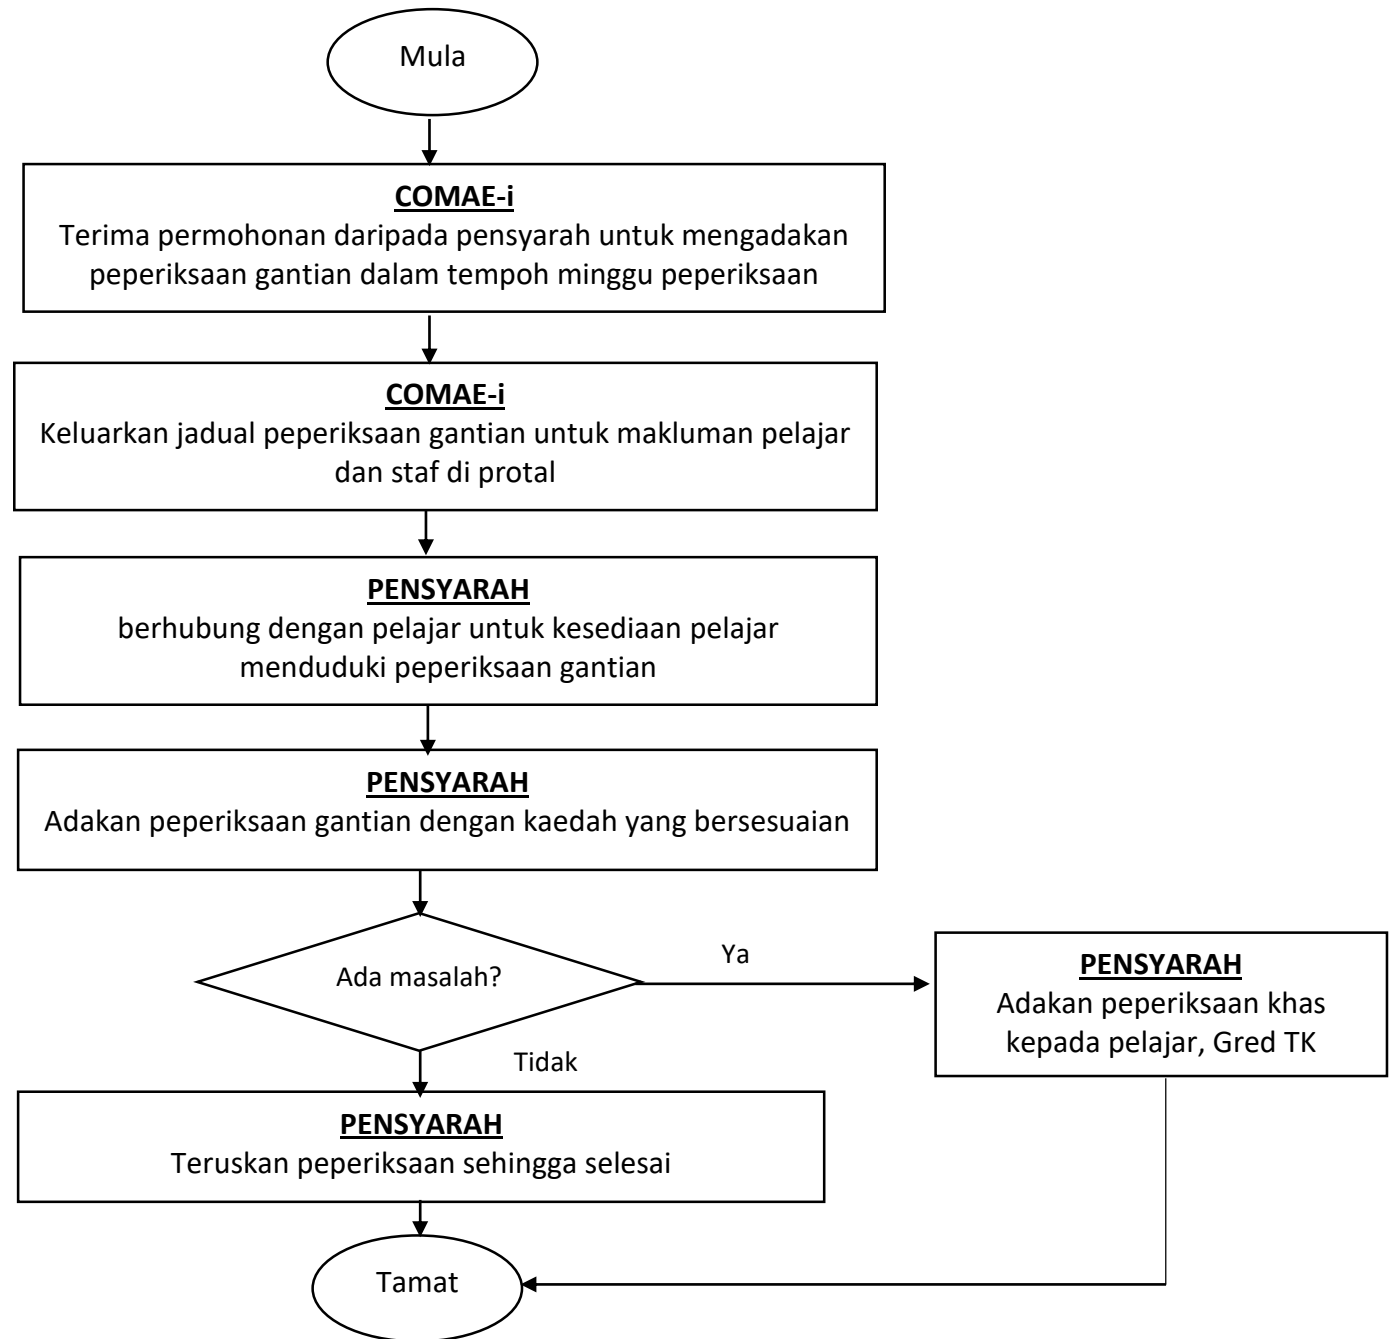 Mula
COMAE-i
Terima permohonan daripada pensyarah untuk mengadakan
peperiksaan gantian dalam tempoh minggu peperiksaan
COMAE-i
Keluarkan jadual peperiksaan gantian untuk makluman pelajar
dan staf di protal
PENSYARAH
berhubung dengan pelajar untuk kesediaan pelajar
menduduki peperiksaan gantian
PENSYARAH
Adakan peperiksaan gantian dengan kaedah yang bersesuaian
Ada masalah?
Ya
PENSYARAH
Adakan peperiksaan khas
kepada pelajar, Gred TK
Tidak
PENSYARAH
Teruskan peperiksaan sehingga selesai
Tamat